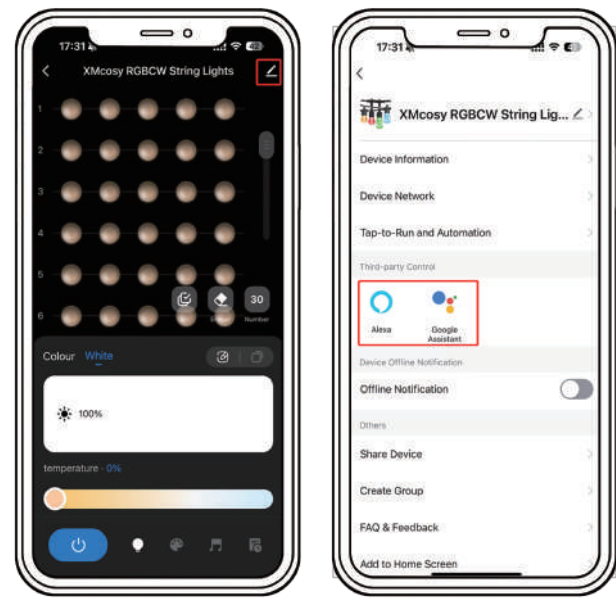 17:31
XMcosy RGBCW String Lights
1
2
3
4
5
6
30
Number
Colour White
100%
temperature - 0%
17:31
XMcosy RGBCW String Lig...
Device Information
Device Network
Tap-to-Run and Automation
Third-party Control
Alexa
Google
Assistant
Device Offline Notification
Offline Notification
Others
Share Device
Create Group
FAQ & Feedback
Add to Home Screen